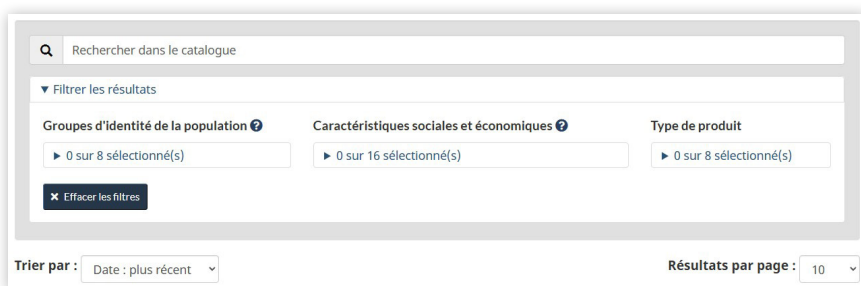 Rechercher dans le catalogue
▼ Filtrer les résultats
Groupes d'identité de la population ? Caractéristiques sociales et économiques ? Type de produit
▶ 0 sur 8 sélectionné(s) ▶ 0 sur 16 sélectionné(s) ▶ 0 sur 8 sélectionné(s)
× Effacer les filtres
Trier par : Date : plus récent Résultats par page : 10